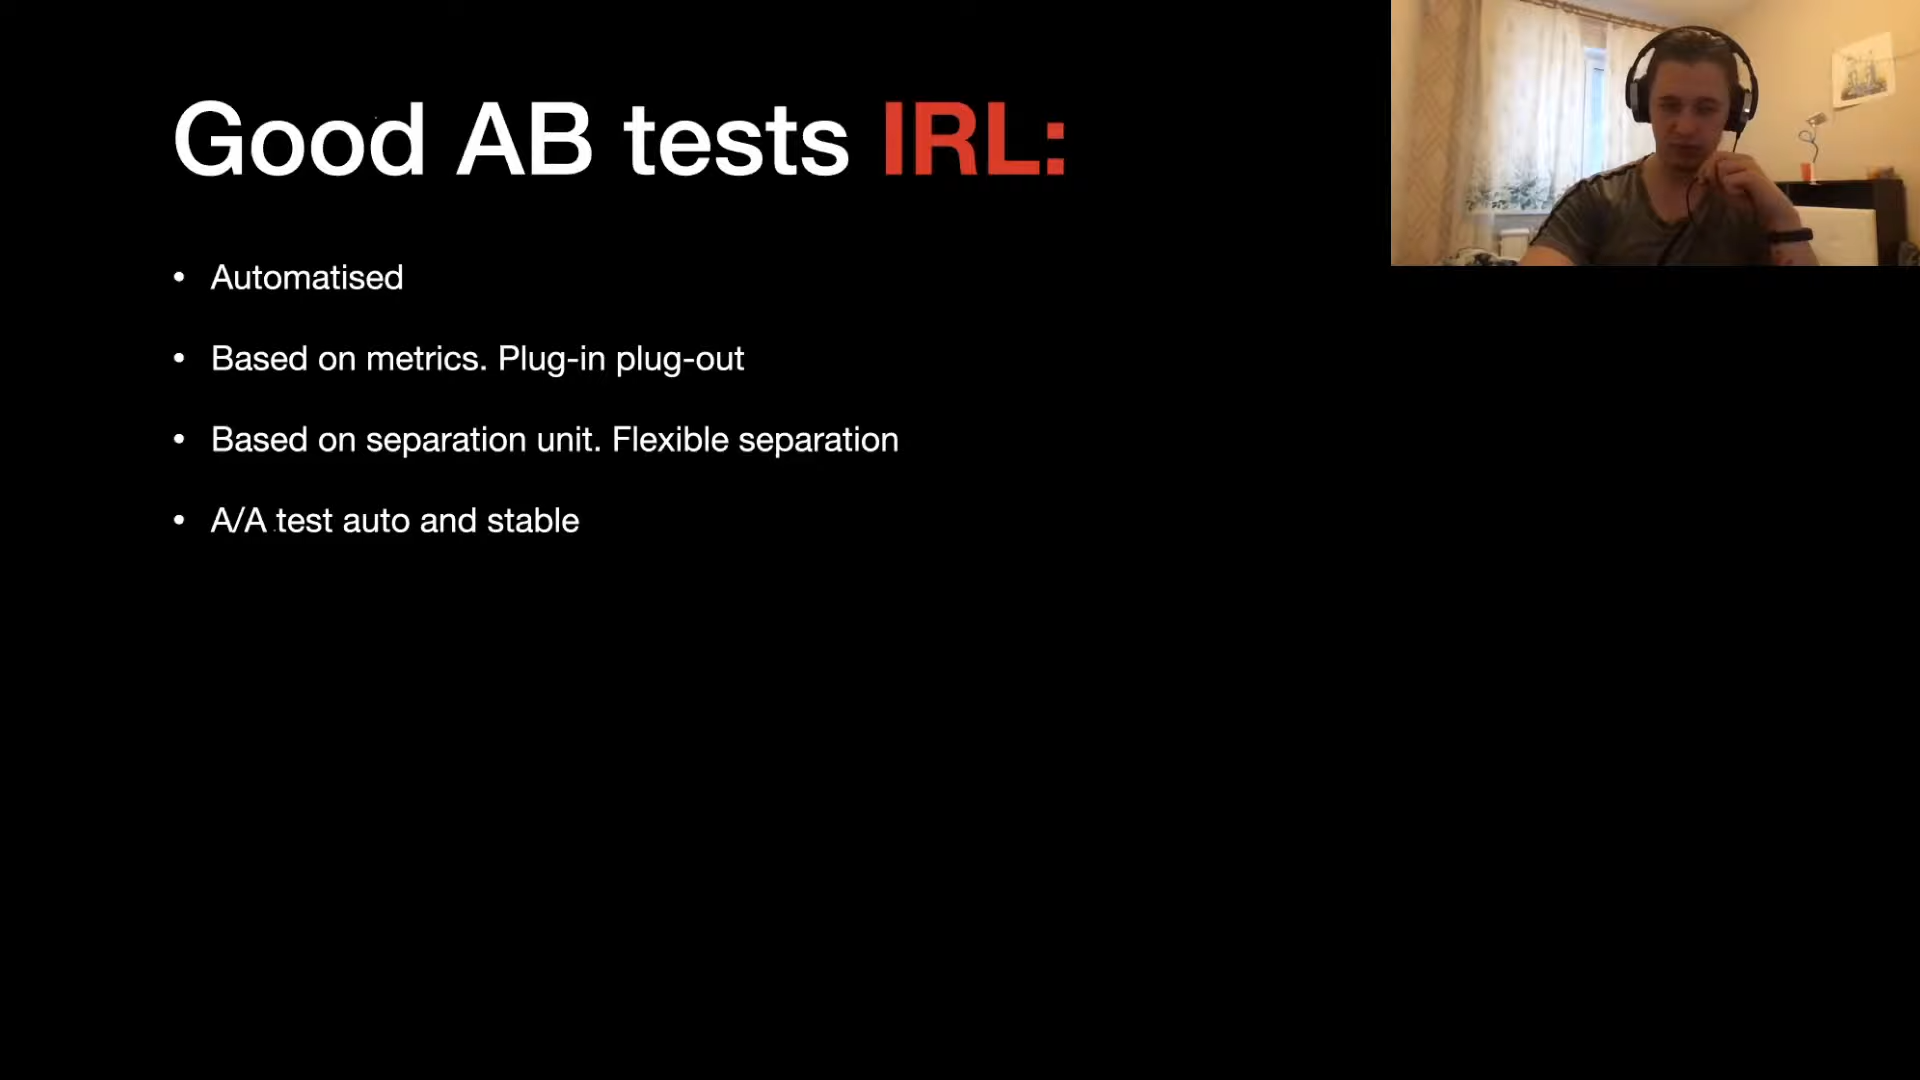 Good AB tests IRL:
• Automatised
• Based on metrics. Plug-in plug-out
• Based on separation unit. Flexible separation
• A/A test auto and stable